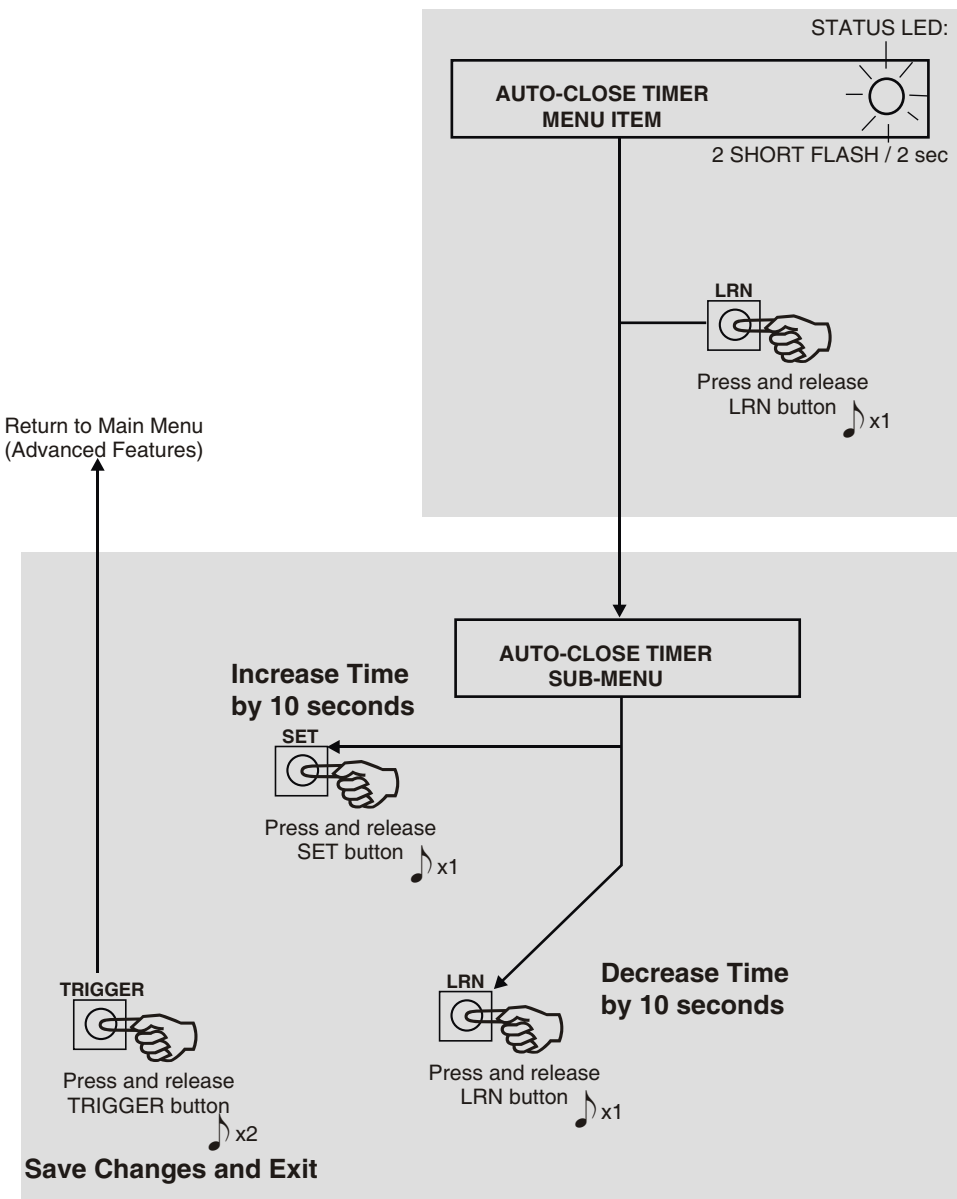 STATUS LED:
AUTO-CLOSE TIMER
MENU ITEM
2 SHORT FLASH / 2 sec
LRN
Press and release
LRN button
x1
Return to Main Menu
(Advanced Features)
AUTO-CLOSE TIMER
SUB-MENU
Increase Time
by 10 seconds
SET
Press and release
SET button
x1
LRN
Decrease Time
by 10 seconds
Press and release
LRN button
x1
TRIGGER
Press and release
TRIGGER button
x2
Save Changes and Exit